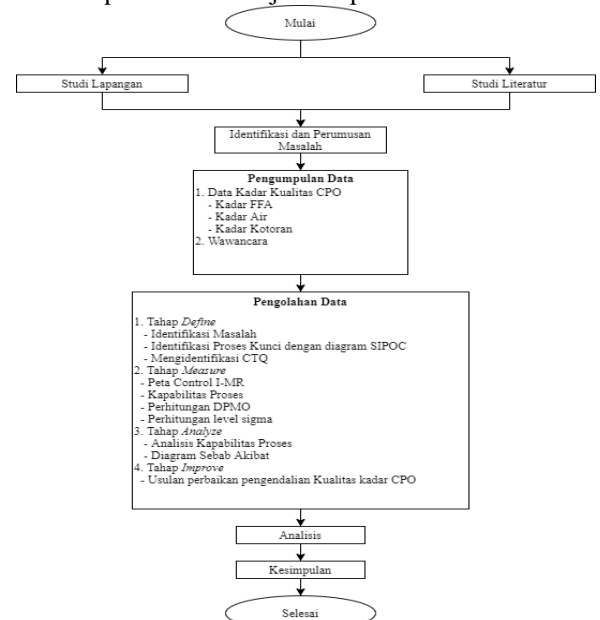 Mulai
Studi Lapangan
Studi Literatur
Identifikasi dan Perumusan
Masalah
Pengumpulan Data
1. Data Kadar Kualitas CPO
- Kadar FFA
- Kadar Air
- Kadar Kotoran
2. Wawancara
Pengolahan Data
1. Tahap Define
- Identifikasi Masalah
- Identifikasi Proses Kunci dengan diagram SIPOC
- Mengidentifikasi CTQ
2. Tahap Measure
- Peta Control I-MR
- Kapabilitas Proses
- Perhitungan DPMO
- Perhitungan level sigma
3. Tahap Analyze
- Analisis Kapabilitas Proses
- Diagram Sebab Akibat
4. Tahap Improve
- Usulan perbaikan pengendalian Kualitas kadar CPO
Analisis
Kesimpulan
Selesai